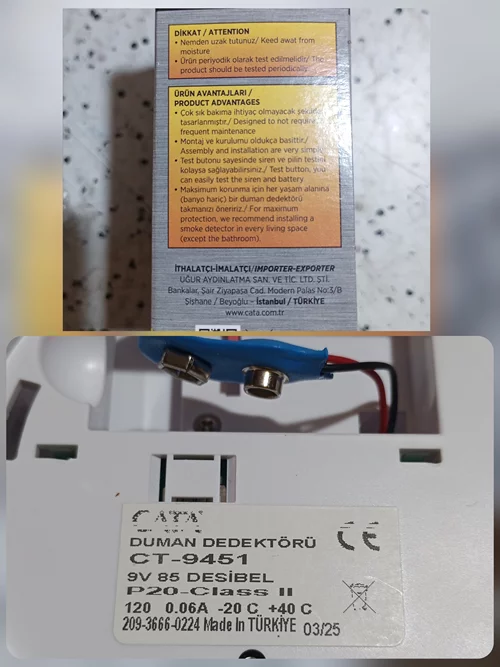 DİKKAT / ATTENTION
• Nemden uzak tutunuz/ Keed away from
moisture
• Ürün periyodik olarak test edilmelidir/ The
product should be tested periodically.
ÜRÜN AVANTAJLARI /
PRODUCT ADVANTAGES
• Çok sık bakıma ihtiyaç olmayacak şekilde
tasarlanmıştır./ Designed to not require
frequent maintenance
• Montaj ve kurulumu oldukça basittir./
Assembly and installation are very simple
• Test butonu sayesinde siren ve pilin testini
kolayca sağlayabilirsiniz./ Test button, you
can easily test the siren and battery.
• Maksimum korunma için her yaşam alanına
(banyo hariç) bir duman dedektörü
takmanızı öneririz./ For maximum
protection, we recommend installing a
smoke detector in every living space
(except the bathroom).
İTHALATÇI-İMALATÇI/IMPORTER-EXPORTER
UĞUR AYDINLATMA SAN. VE TİC. LTD. ŞTİ.
Bankalar, Şair Ziyapaşa Cad. Modern Palas No:3/B
Şişhane / Beyoğlu - İstanbul / TÜRKİYE
www.cata.com.tr
CATA
DUMAN DEDEKTÖRÜ
CT-9451
9V 85 DESİBEL
P20-Class II
120 0.06A -20 C +40 C
209-3666-0224 Made In TÜRKİYE 03/25
CE